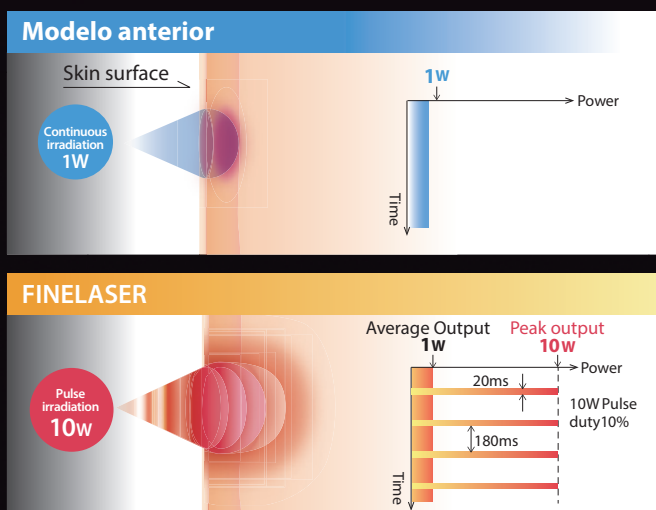 Modelo anterior
Skin surface
Continuous
irradiation
1W
1W
Power
Time
FINELASER
Pulse
irradiation
10W
Average Output
1W
Peak output
10W
Power
20ms
10W Pulse
duty10%
180ms
Time